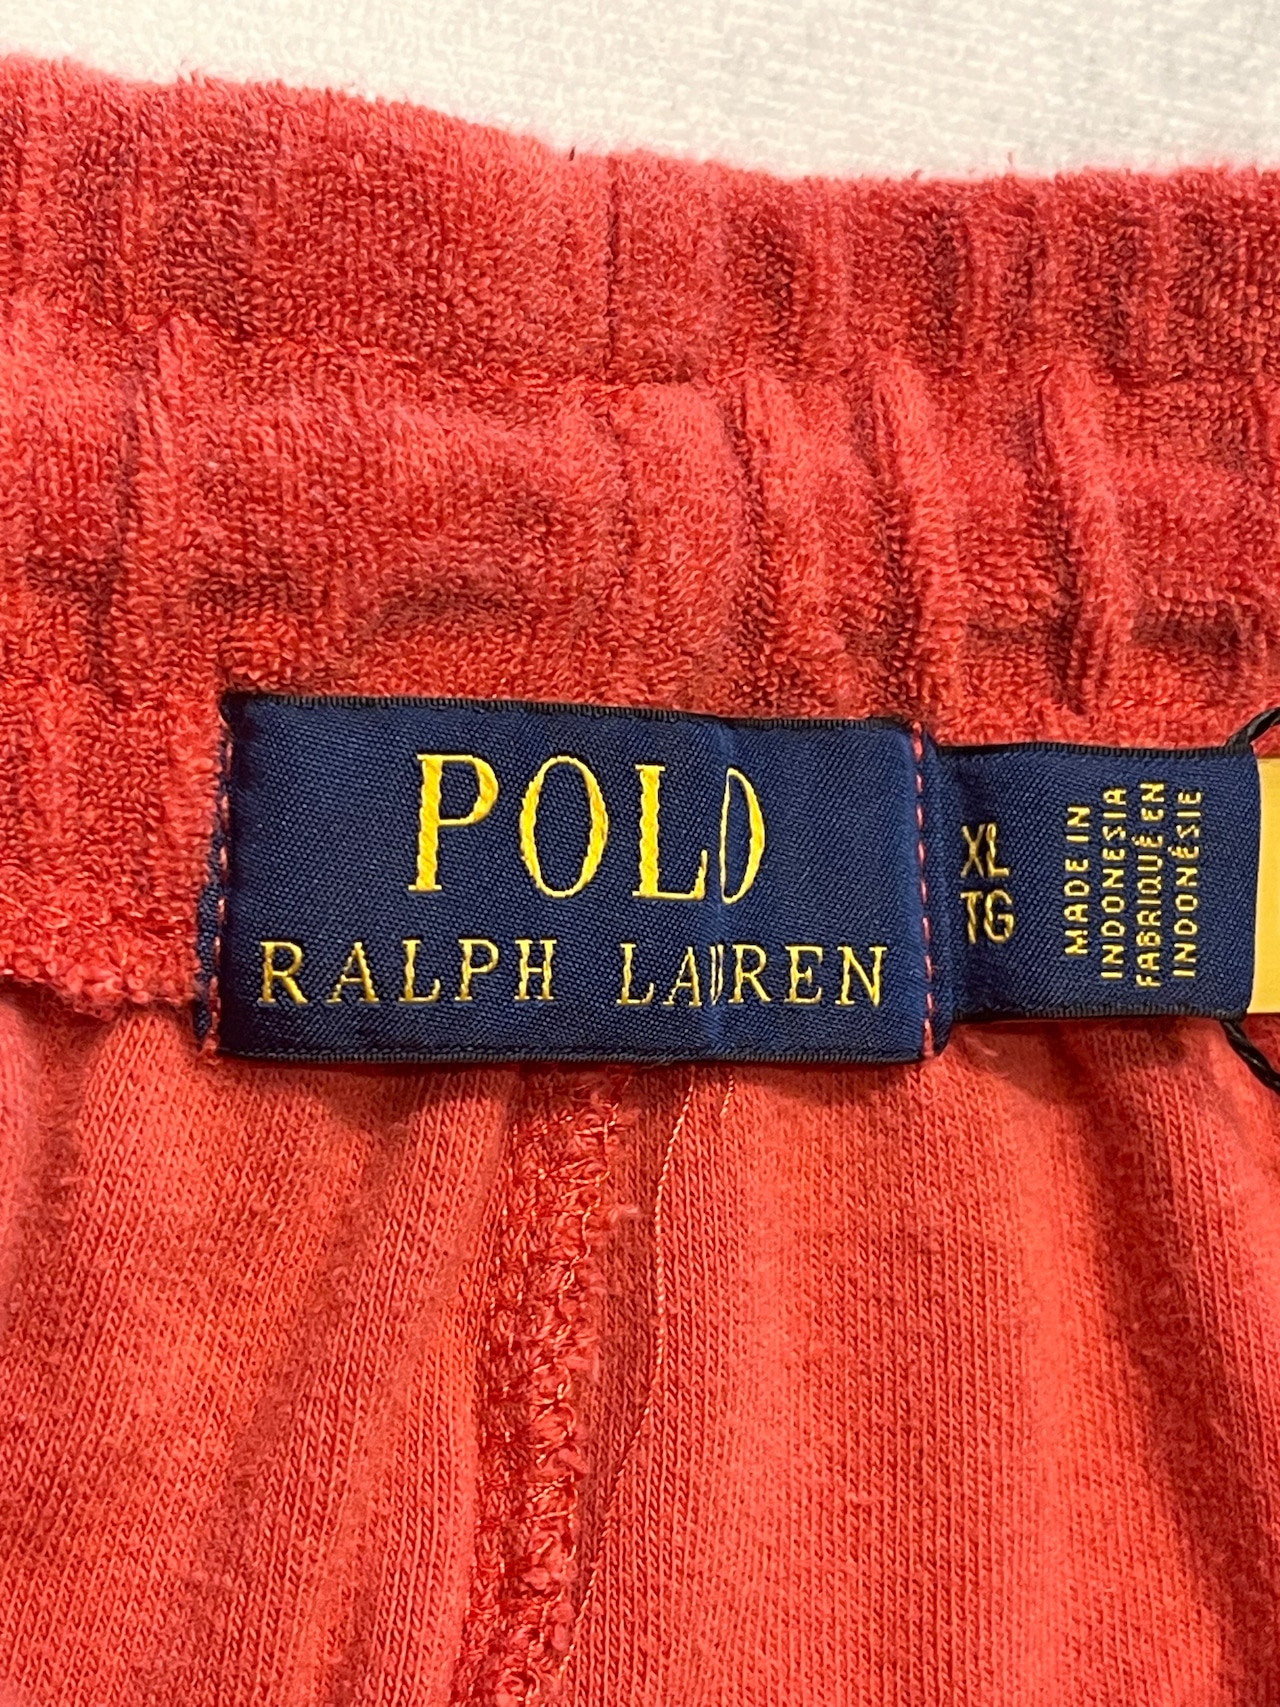 POLO
RALPH LAUREN
XL
TG
MADE IN
INDONESIA
FABRIQUÉ EN
INDONÉSIE